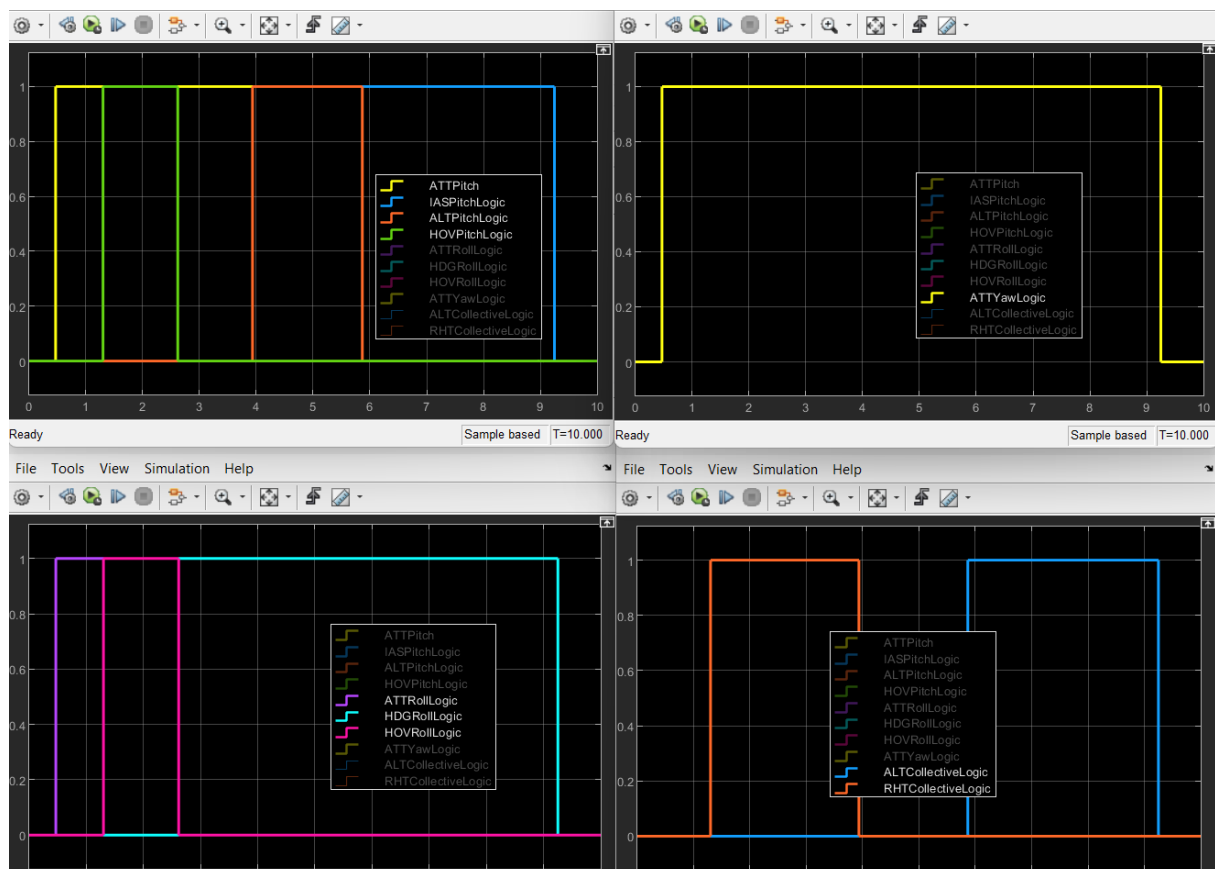 1
0.8
0.6
0.4
0.2
0
0 1 2 3 4 5 6 7 8 9 10
ATTPitch
IASPitchLogic
ALTPitchLogic
HOVPitchLogic
ATTRollLogic
HDGRollLogic
HOVRollLogic
ATTYawLogic
ALTCollectiveLogic
RHTCollectiveLogic
Ready Sample based T=10.000
1
0.8
0.6
0.4
0.2
0
0 1 2 3 4 5 6 7 8 9 10
ATTPitch
IASPitchLogic
ALTPitchLogic
HOVPitchLogic
ATTRollLogic
HDGRollLogic
HOVRollLogic
ATTYawLogic
ALTCollectiveLogic
RHTCollectiveLogic
Ready Sample based T=10.000
File Tools View Simulation Help
1
0.8
0.6
0.4
0.2
0
ATTPitch
IASPitchLogic
ALTPitchLogic
HOVPitchLogic
ATTRollLogic
HDGRollLogic
HOVRollLogic
ATTYawLogic
ALTCollectiveLogic
RHTCollectiveLogic
File Tools View Simulation Help
1
0.8
0.6
0.4
0.2
0
ATTPitch
IASPitchLogic
ALTPitchLogic
HOVPitchLogic
ATTRollLogic
HDGRollLogic
HOVRollLogic
ATTYawLogic
ALTCollectiveLogic
RHTCollectiveLogic